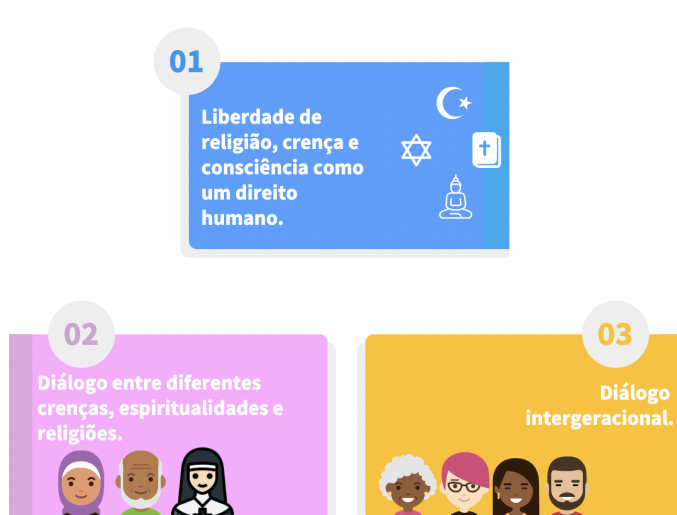 01
Liberdade de
religião, crença e
consciência como
um direito
humano.
02
Diálogo entre diferentes
crenças, espiritualidades e
religiões.
03
Diálogo
intergeracional.